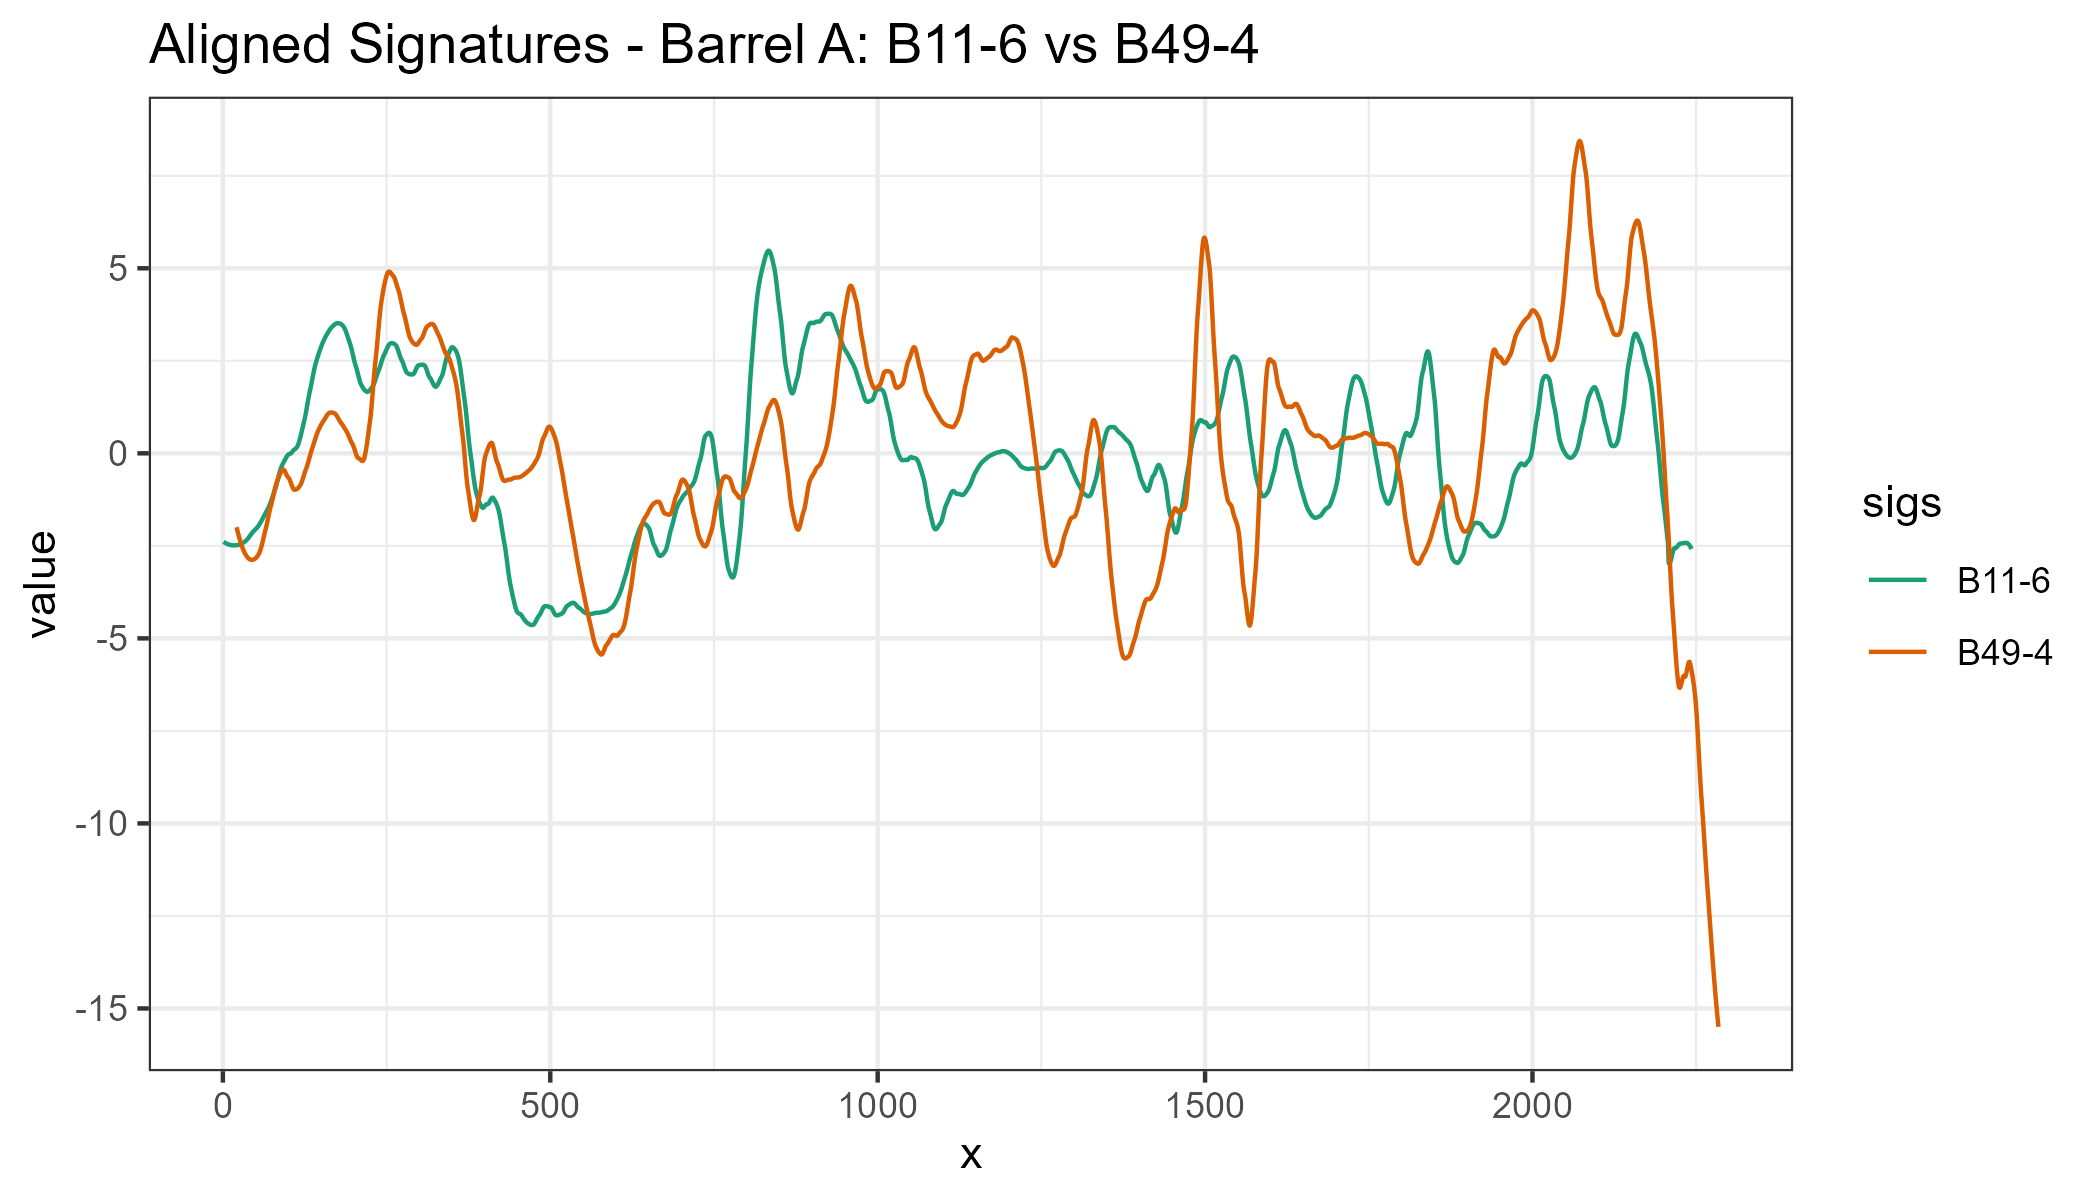 Aligned Signatures - Barrel A: B11-6 vs B49-4
value
5
0
-5
-10
-15
0 500 1000 1500 2000
x
sigs
B11-6
B49-4